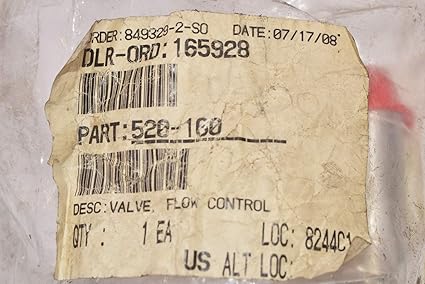 ORDER:849329-2-SO DATE:07/17/08
DLR-ORD:165928
PART:520-160
DESC:VALVE, FLOW CONTROL
QTY : 1 EA LOC: 8244C1
US ALT LOC: